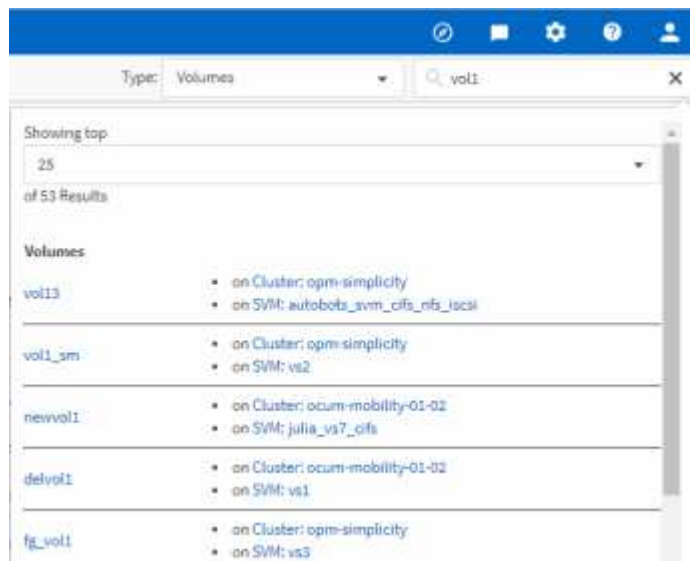 Type: Volumes vol1
Showing top
25
of 53 Results
Volumes
vol13
• on Cluster: opm-simplicity
• on SVM: autobots_svm_cifs_nfs_iscsi
vol1_sm
• on Cluster: opm-simplicity
• on SVM: vs2
newvol1
• on Cluster: ocum-mobility-01-02
• on SVM: julia_vs7_cifs
delvol1
• on Cluster: ocum-mobility-01-02
• on SVM: vs1
fg_vol1
• on Cluster: opm-simplicity
• on SVM: vs3